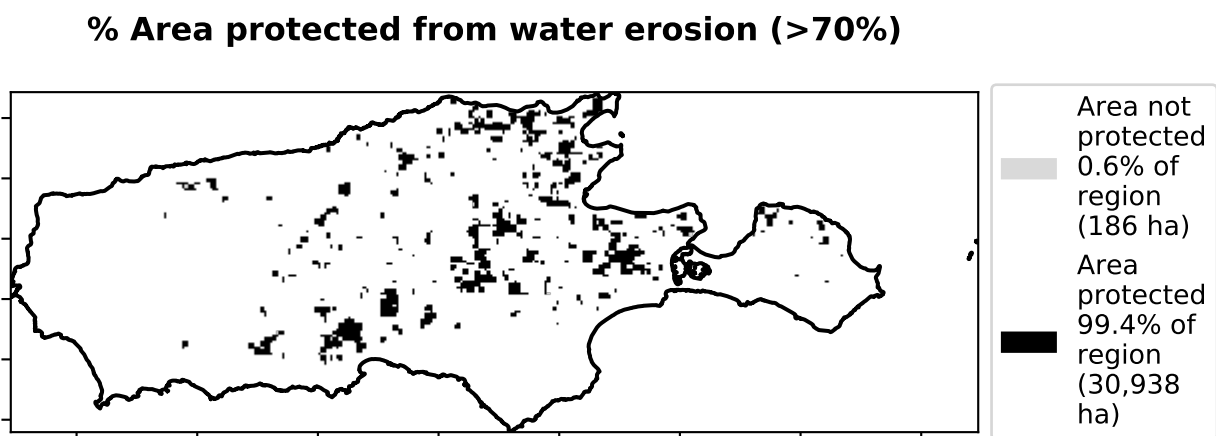 % Area protected from water erosion (>70%)
Area not
protected
0.6% of
region
(186 ha)
Area
protected
99.4% of
region
(30,938
ha)